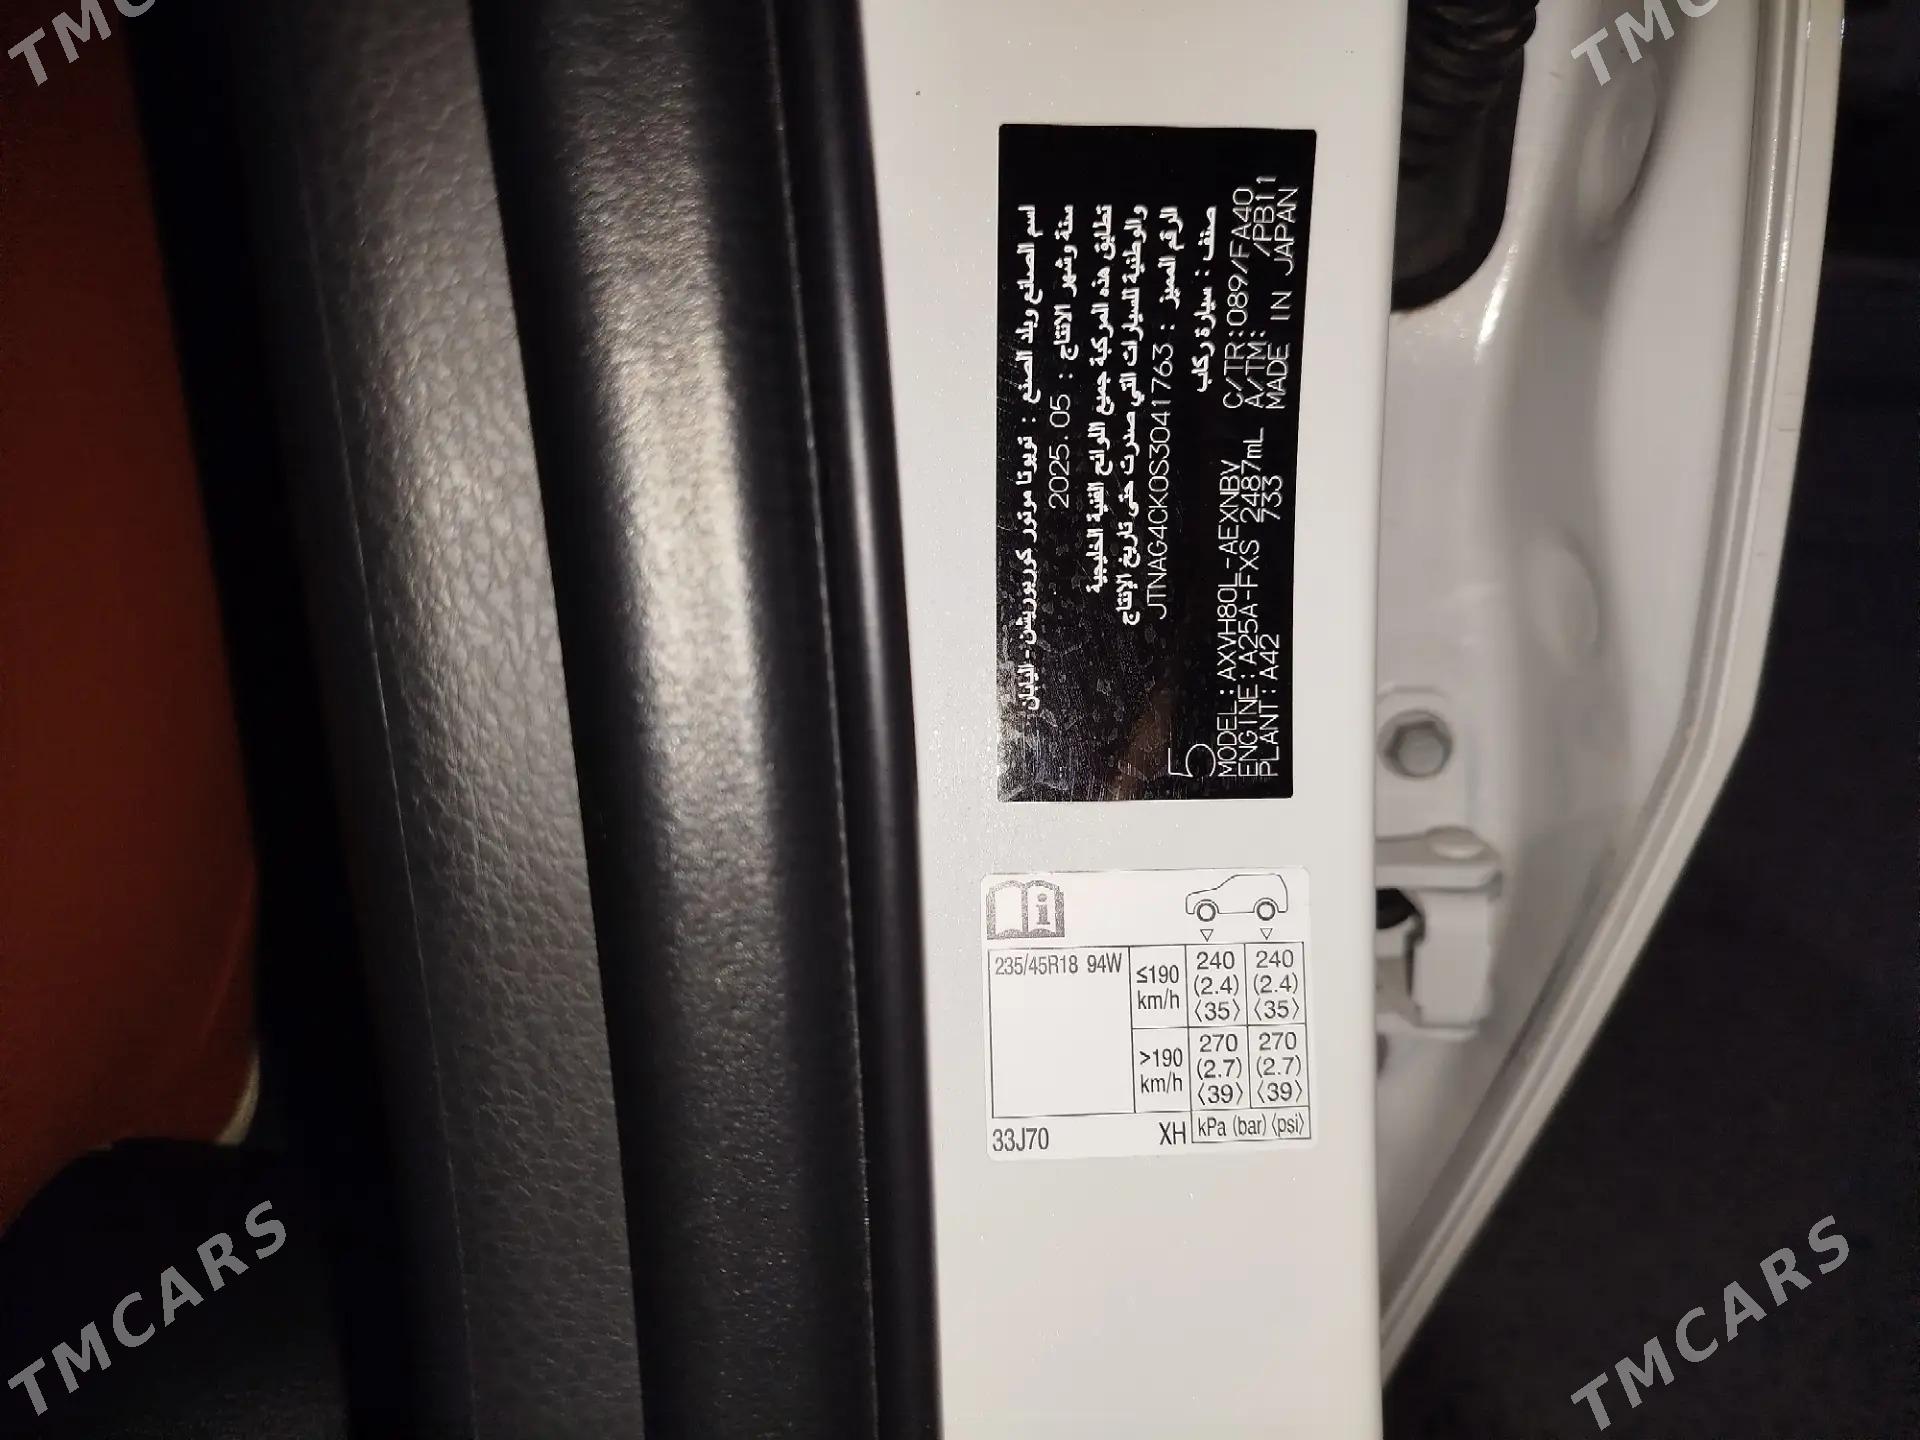 TMCARS
TMCARS
اسم الصانع وبلد الصنع : تويوتا موتور كوربوريشن - اليابان
سنة وشهر الانتاج : 2025.05
تطابق هذه المركبة جميع اللوائح الفنية الخليجية
والوطنية للسيارات التي صدرت حتى تاريخ الإنتاج
الرقم المميز : JTNAG4CK0S3041763
صنف : سيارة ركاب
5
MODEL:AXVH80L-AEXNBV C/TR:089/FA40
ENGINE:A25A-FXS 2487mL A/TM: /PB11
PLANT:A42 733 MADE IN JAPAN
i
235/45R18 94W
≤190 km/h
240 (2.4) ⟨35⟩
240 (2.4) ⟨35⟩
>190 km/h
270 (2.7) ⟨39⟩
270 (2.7) ⟨39⟩
33J70 XH kPa (bar) ⟨psi⟩
TMCARS
TMCARS